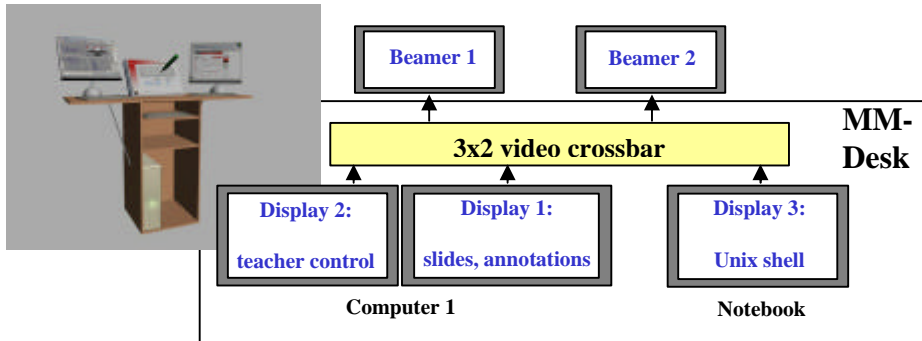 Beamer 1
Beamer 2
MM-
Desk
3x2 video crossbar
Display 2:
teacher control
Display 1:
slides, annotations
Display 3:
Unix shell
Computer 1
Notebook